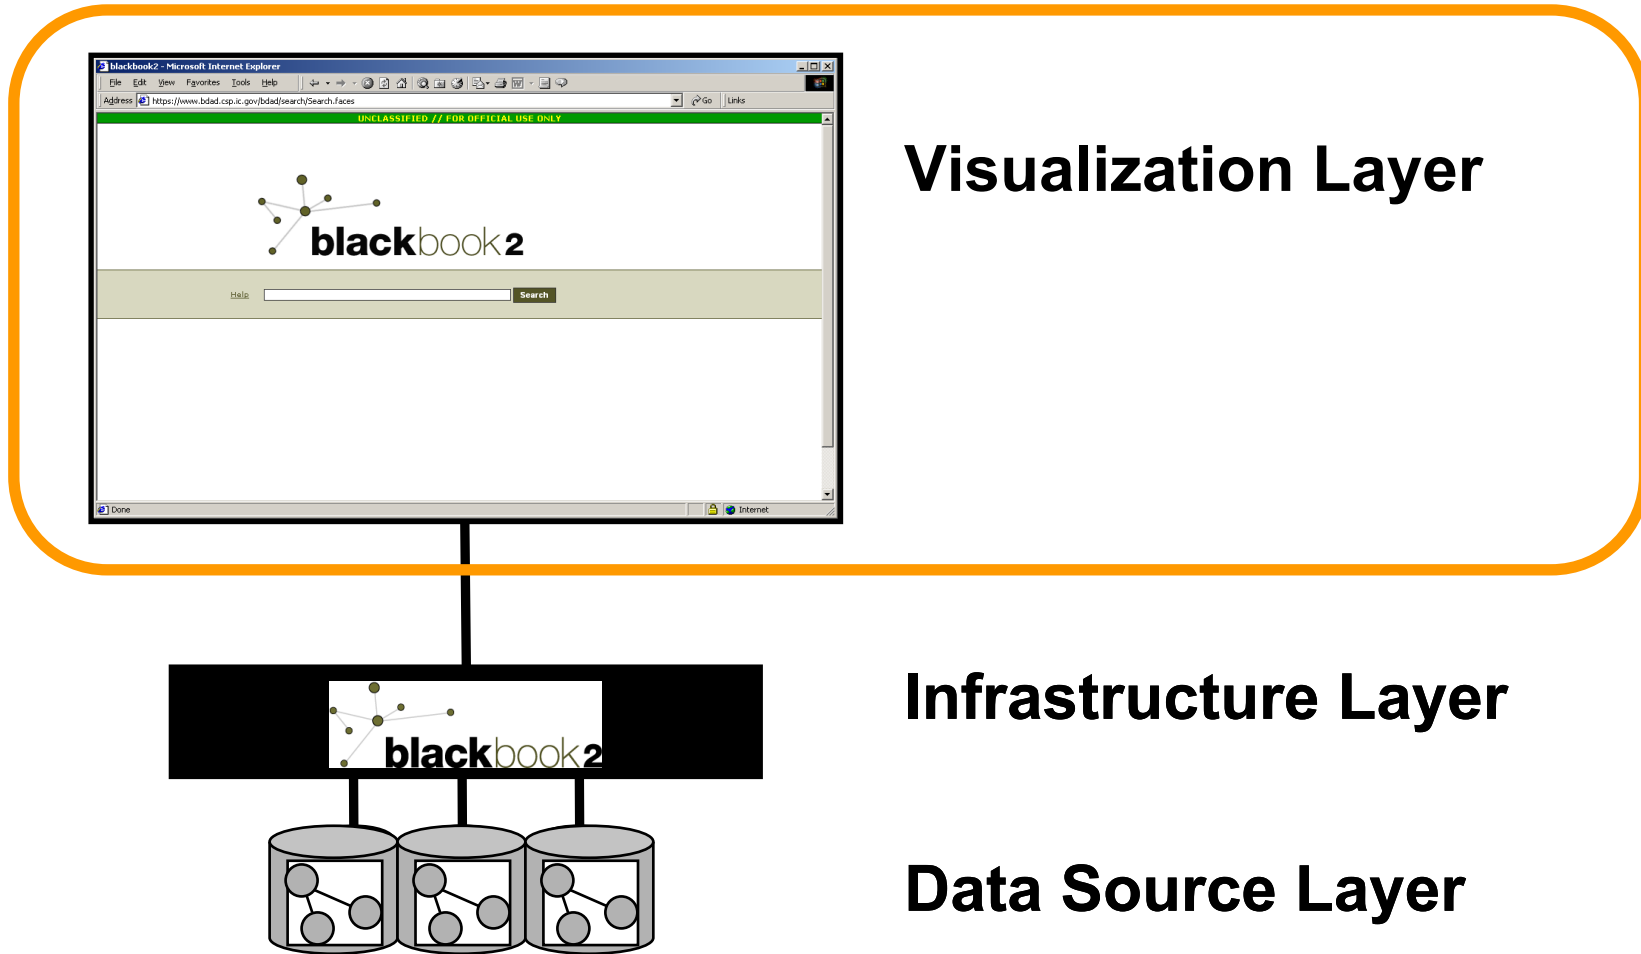 blackbook2 - Microsoft Internet Explorer
File Edit View Favorites Tools Help
Address https://www.bdad.csp.ic.gov/bdad/search/Search.faces Go Links
UNCLASSIFIED // FOR OFFICIAL USE ONLY
Visualization Layer
blackbook2
Help Search
Done Internet
Infrastructure Layer
blackbook2
Data Source Layer